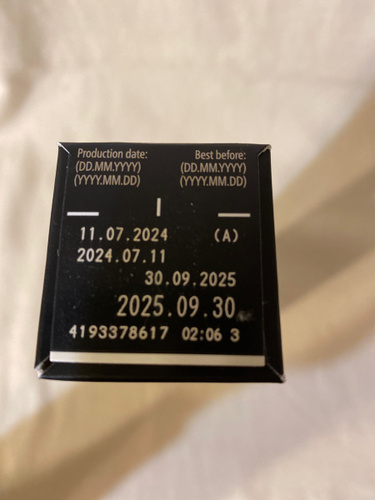 Production date: Best before:
(DD.MM.YYYY) (DD.MM.YYYY)
(YYYY.MM.DD) (YYYY.MM.DD)
11.07.2024 (A)
2024.07.11
30.09.2025
2025.09.30
4193378617 02:06 3